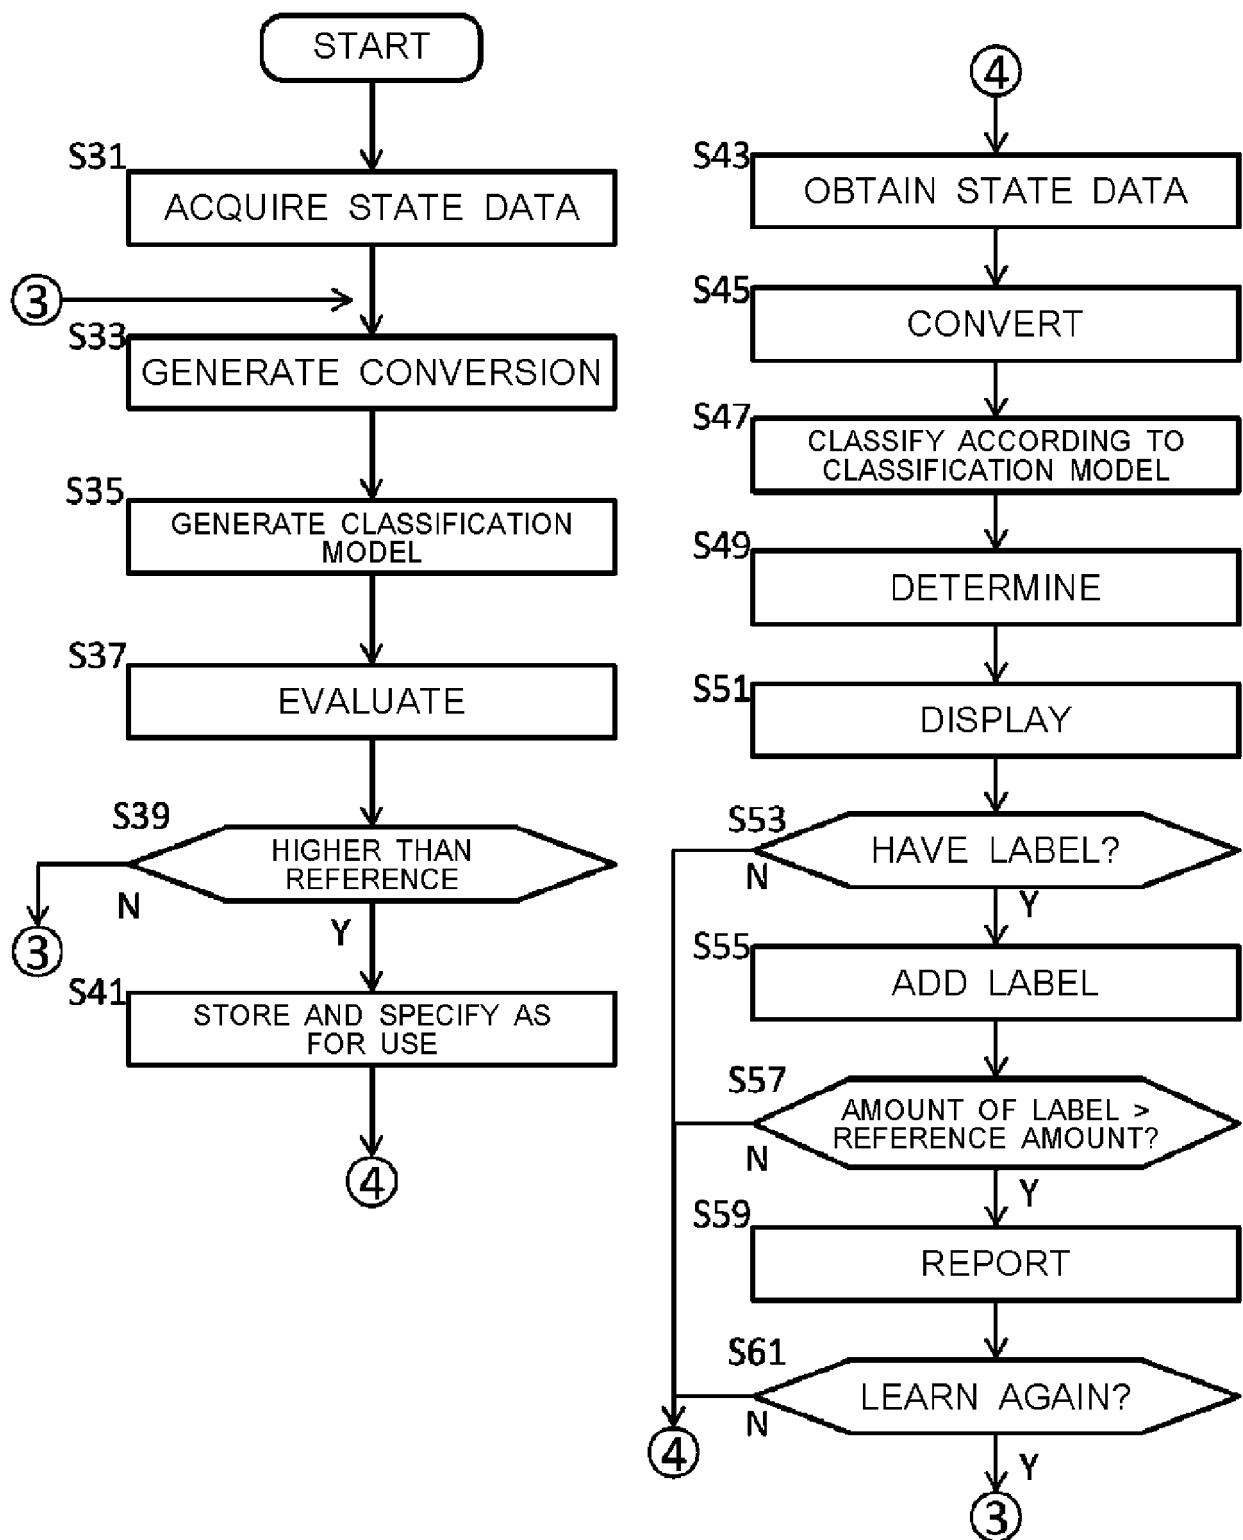 START
S31
ACQUIRE STATE DATA
3
S33
GENERATE CONVERSION
S35
GENERATE CLASSIFICATION
MODEL
S37
EVALUATE
S39
HIGHER THAN
REFERENCE
N
Y
3
S41
STORE AND SPECIFY AS
FOR USE
4
4
S43
OBTAIN STATE DATA
S45
CONVERT
S47
CLASSIFY ACCORDING TO
CLASSIFICATION MODEL
S49
DETERMINE
S51
DISPLAY
S53
HAVE LABEL?
N
Y
S55
ADD LABEL
S57
AMOUNT OF LABEL >
REFERENCE AMOUNT?
N
Y
S59
REPORT
S61
LEARN AGAIN?
N
4
Y
3